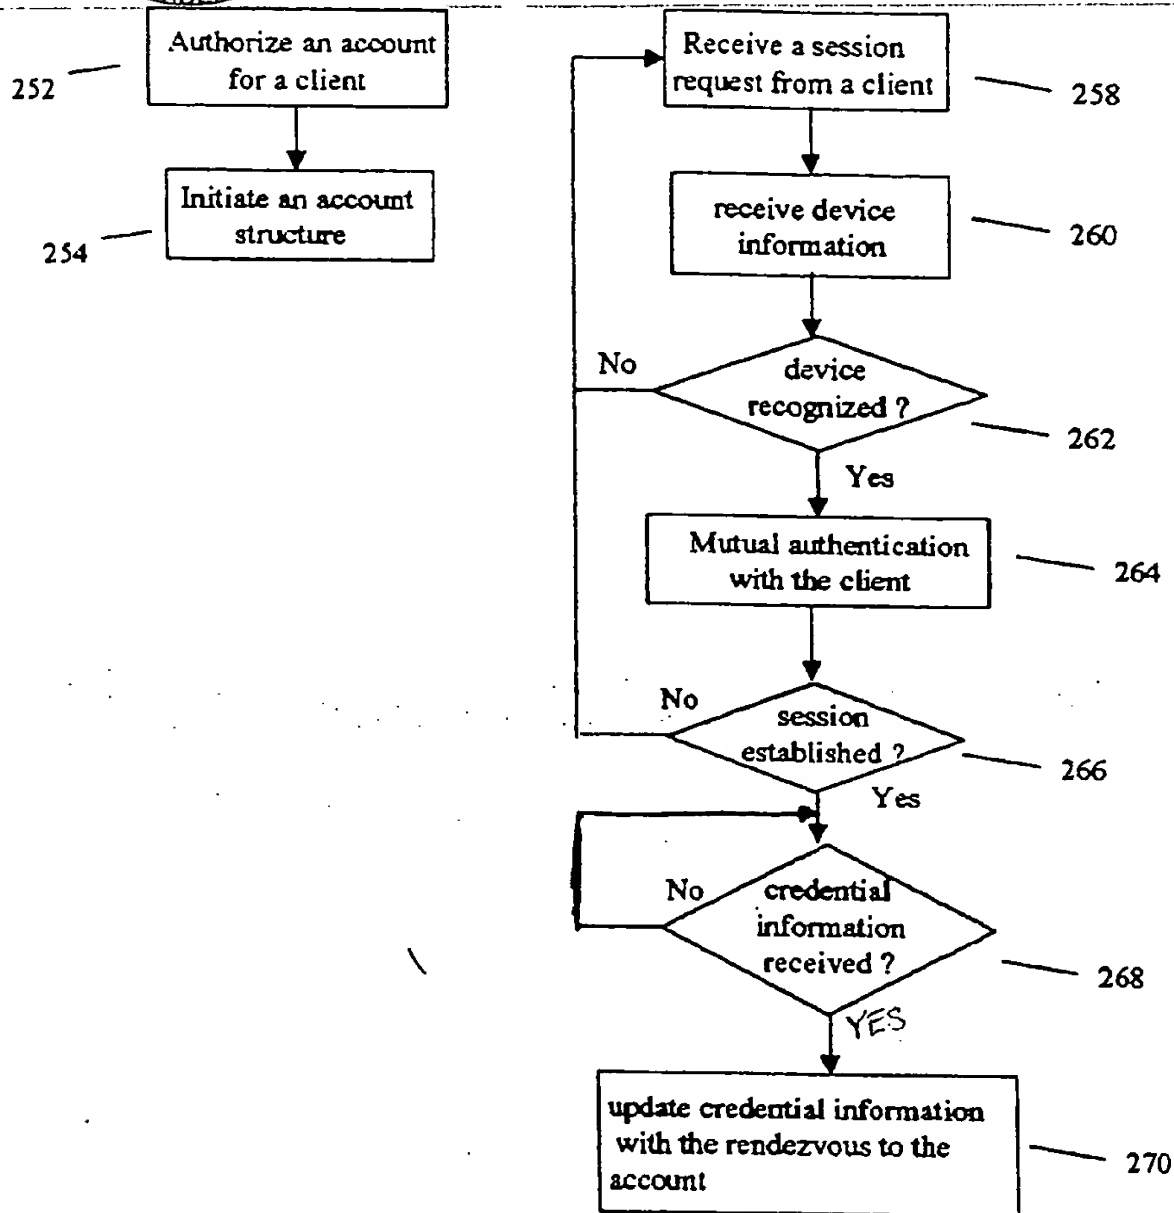 Authorize an account
for a client
252
Initiate an account
structure
254
Receive a session
request from a client
258
receive device
information
260
No
device
recognized ?
262
Yes
Mutual authentication
with the client
264
No
session
established ?
266
Yes
No
credential
information
received ?
268
YES
update credential information
with the rendezvous to the
account
270